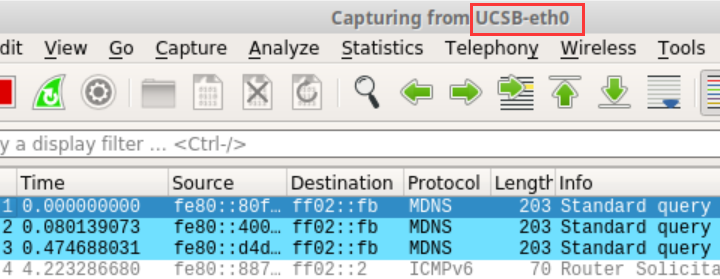 Capturing from UCSB-eth0
dit View Go Capture Analyze Statistics Telephony Wireless Tools
y a display filter … <Ctrl-/>
Time Source Destination Protocol Length Info
1 0.000000000 fe80::80f… ff02::fb MDNS 203 Standard query
2 0.080139073 fe80::400… ff02::fb MDNS 203 Standard query
3 0.474688031 fe80::d4d… ff02::fb MDNS 203 Standard query
4 4.223286680 fe80::887… ff02::2 ICMPv6 70 Router Solicita